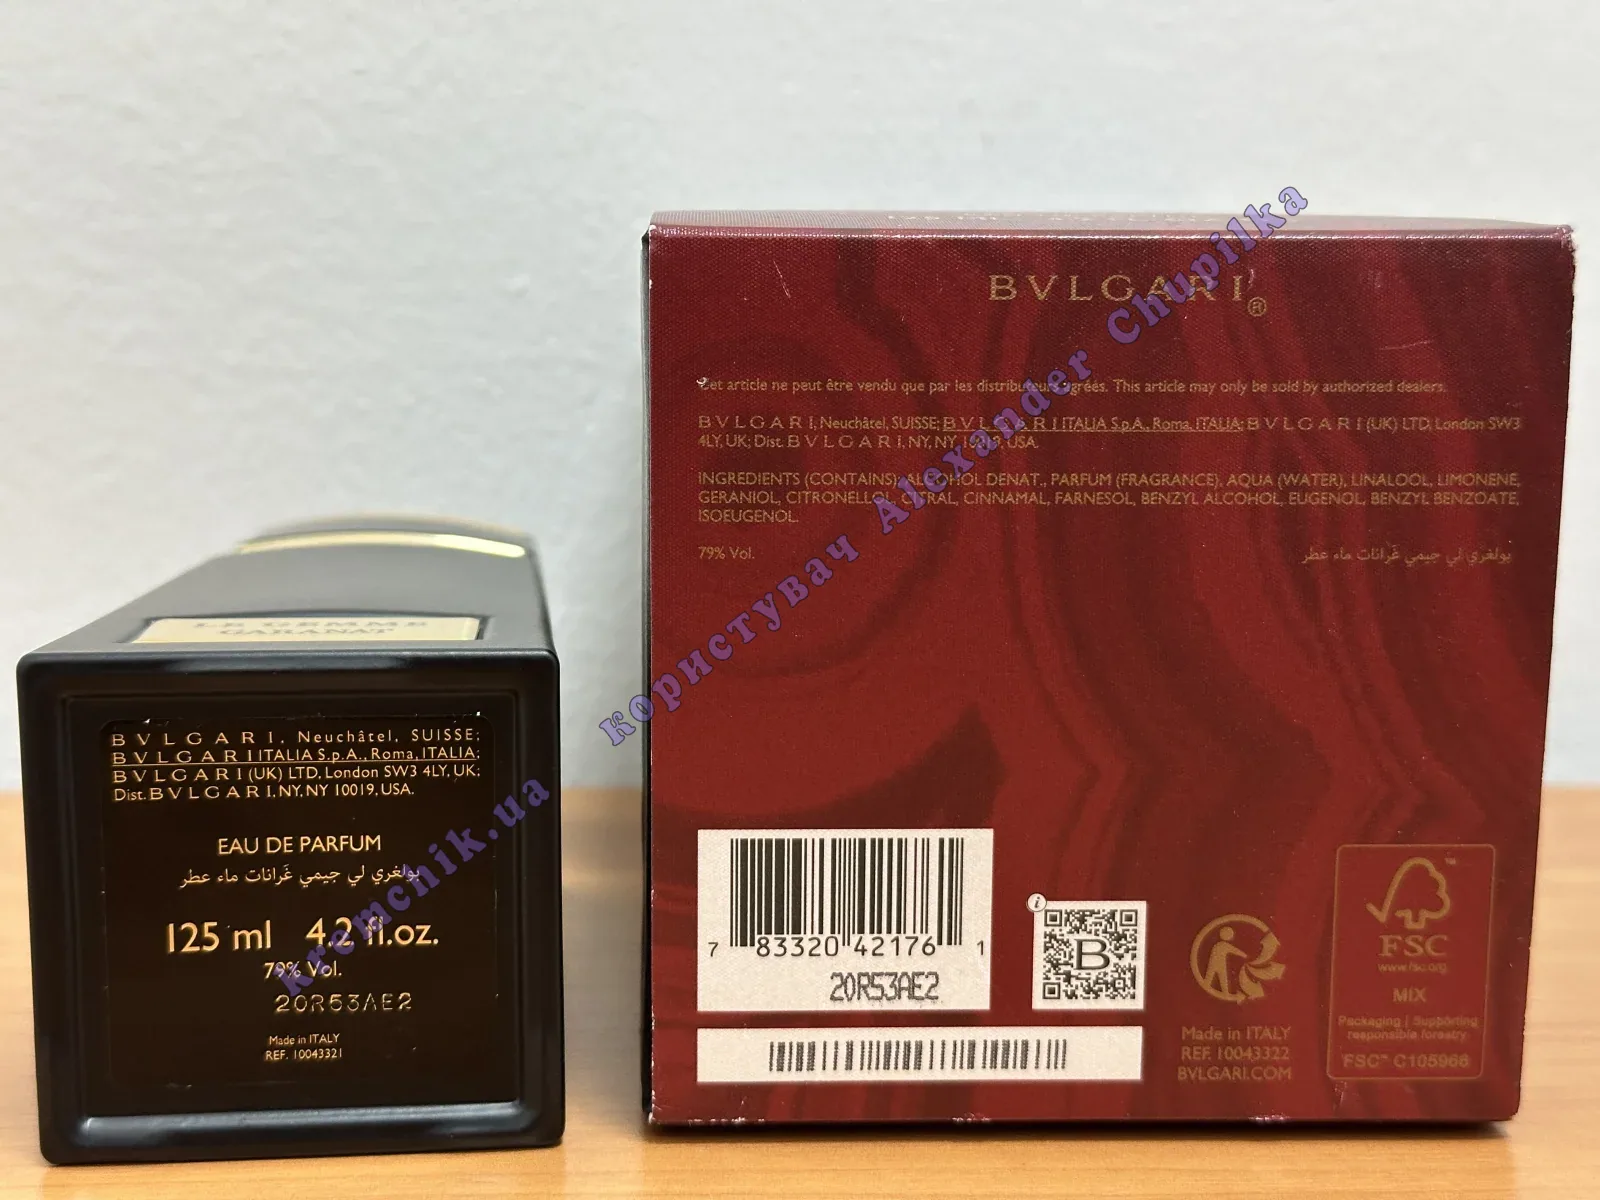 LE GEMME
GARANAT
BVLGARI, Neuchâtel, SUISSE;
BVLGARI ITALIA S.p.A., Roma, ITALIA;
BVLGARI (UK) LTD, London SW3 4LY, UK;
Dist. BVLGARI, NY, NY 10019, USA.
EAU DE PARFUM
بولغري لي جيمي غَرانات ماء عطر
125 ml 4.2 fl.oz.
79% Vol.
20R53AE2
Made in ITALY
REF. 10043321
BVLGARI
®
Cet article ne peut être vendu que par les distributeurs agréés. This article may only be sold by authorized dealers.
BVLGARI, Neuchâtel, SUISSE; BVLGARI ITALIA S.p.A., Roma, ITALIA; BVLGARI (UK) LTD, London SW3
4LY, UK; Dist. BVLGARI, NY, NY, 10019, USA.
INGREDIENTS (CONTAINS): ALCOHOL DENAT., PARFUM (FRAGRANCE), AQUA (WATER), LINALOOL, LIMONENE,
GERANIOL, CITRONELLOL, CITRAL, CINNAMAL, FARNESOL, BENZYL ALCOHOL, EUGENOL, BENZYL BENZOATE,
ISOEUGENOL.
79% Vol.
بولغري لي جيمي غَرانات ماء عطر
7 83320 42176 1
20R53AE2
i
B
Made in ITALY
REF. 10043322
BVLGARI.COM
FSC
www.fsc.org
MIX
Packaging | Supporting
responsible forestry
FSC™ C105966
користувач Alexander Chupilka
kremchik.ua